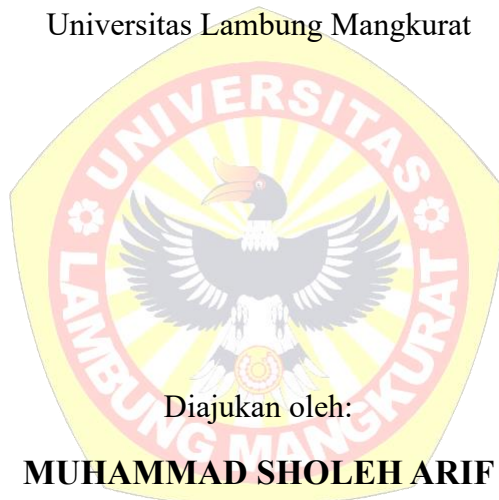 Universitas Lambung Mangkurat
UNIVERSITAS
LAMBUNG MANGKURAT
Diajukan oleh:
MUHAMMAD SHOLEH ARIF